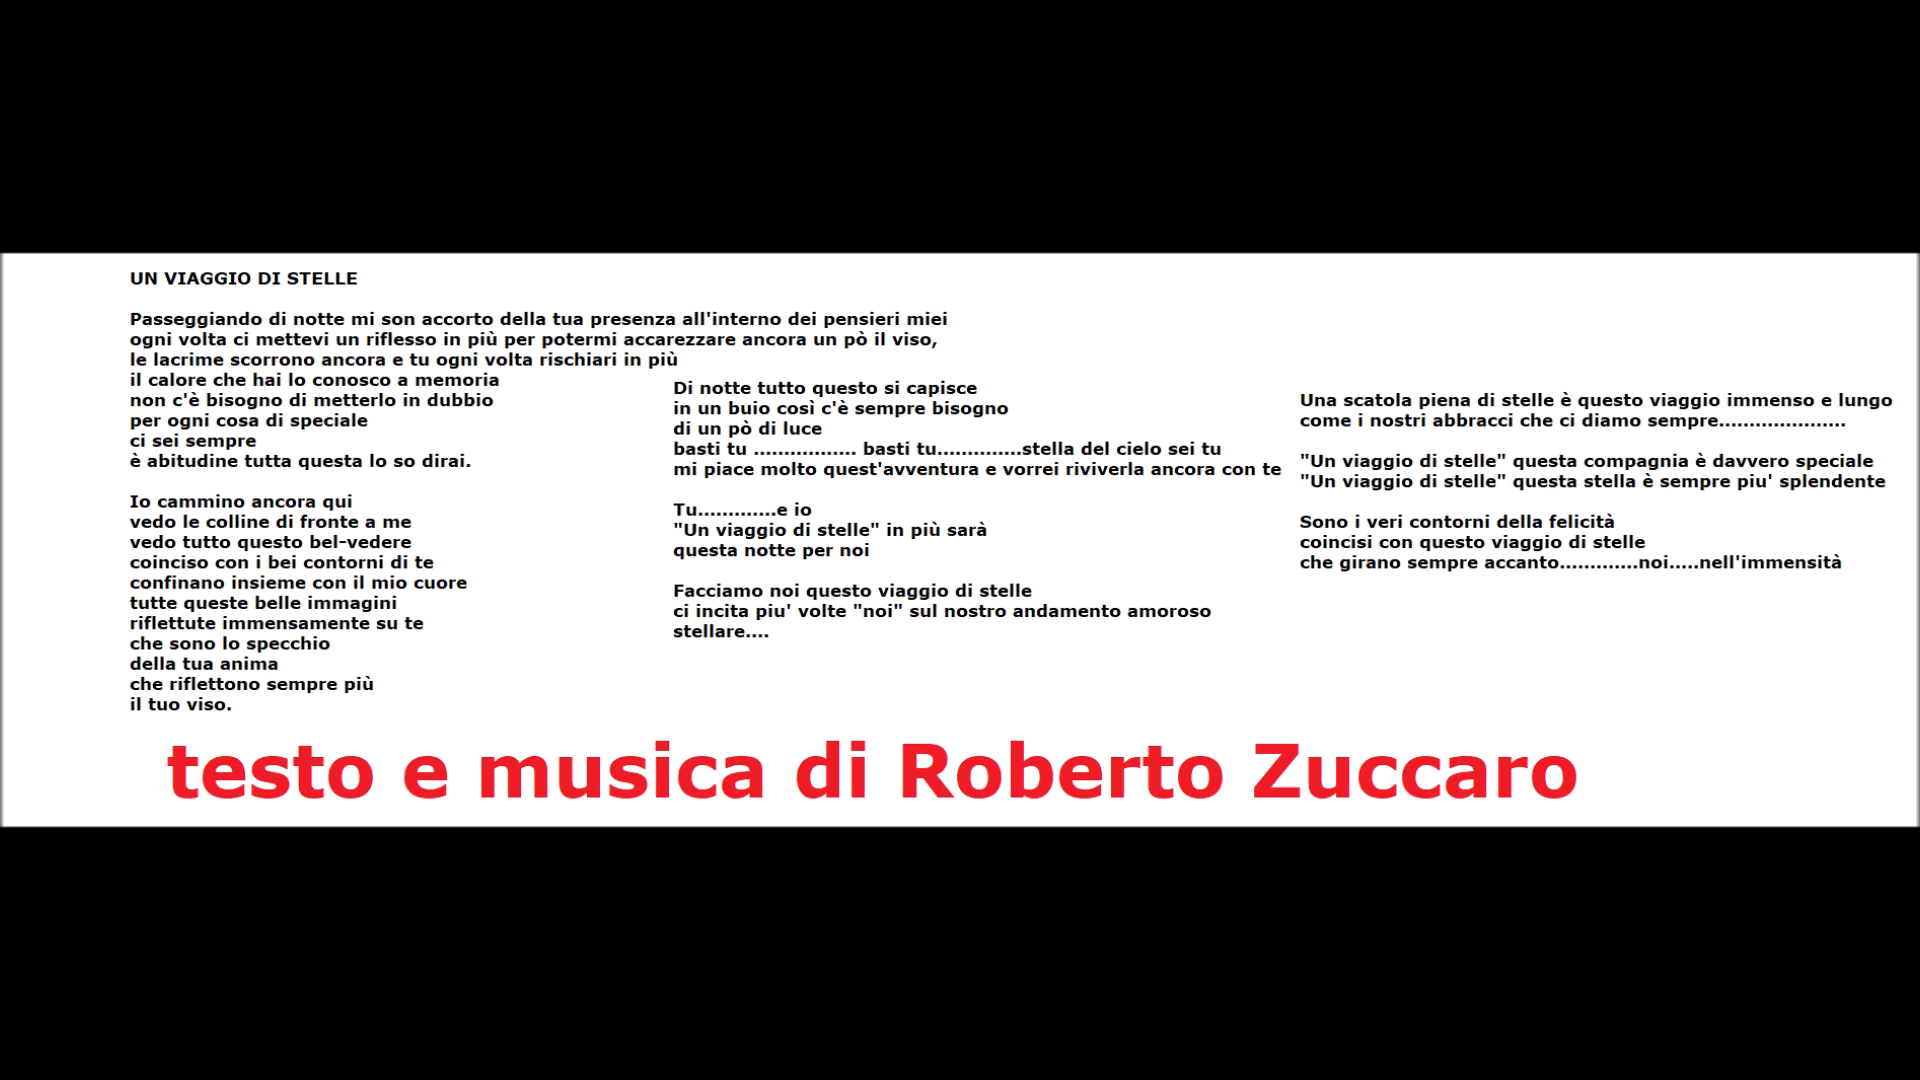 UN VIAGGIO DI STELLE
Passeggiando di notte mi son accorto della tua presenza all'interno dei pensieri miei
ogni volta ci mettevi un riflesso in più per potermi accarezzare ancora un pò il viso,
le lacrime scorrono ancora e tu ogni volta rischiari in più
il calore che hai lo conosco a memoria
non c'è bisogno di metterlo in dubbio
per ogni cosa di speciale
ci sei sempre
è abitudine tutta questa lo so dirai.
Io cammino ancora qui
vedo le colline di fronte a me
vedo tutto questo bel-vedere
coinciso con i bei contorni di te
confinano insieme con il mio cuore
tutte queste belle immagini
riflettute immensamente su te
che sono lo specchio
della tua anima
che riflettono sempre più
il tuo viso.
Di notte tutto questo si capisce
in un buio così c'è sempre bisogno
di un pò di luce
basti tu ................. basti tu..............stella del cielo sei tu
mi piace molto quest'avventura e vorrei riviverla ancora con te
Tu.............e io
"Un viaggio di stelle" in più sarà
questa notte per noi
Facciamo noi questo viaggio di stelle
ci incita piu' volte "noi" sul nostro andamento amoroso
stellare....
Una scatola piena di stelle è questo viaggio immenso e lungo
come i nostri abbracci che ci diamo sempre.....................
"Un viaggio di stelle" questa compagnia è davvero speciale
"Un viaggio di stelle" questa stella è sempre piu' splendente
Sono i veri contorni della felicità
coincisi con questo viaggio di stelle
che girano sempre accanto.............noi.....nell'immensità
testo e musica di Roberto Zuccaro